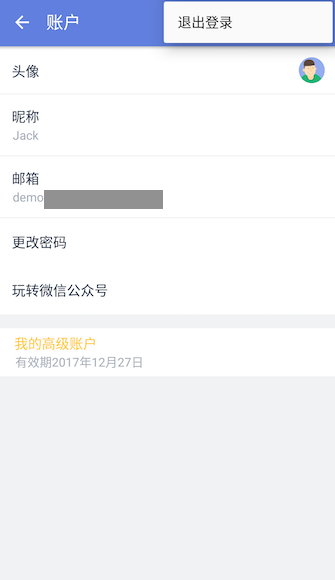 账户
退出登录
头像
昵称
Jack
邮箱
demo
更改密码
玩转微信公众号
我的高级账户
有效期2017年12月27日